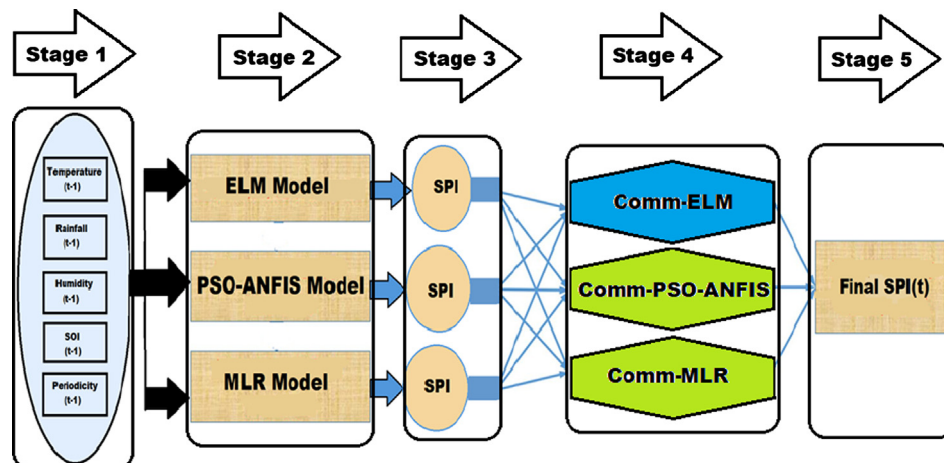 Stage 1
Stage 2
Stage 3
Stage 4
Stage 5
Temperature
(t-1)
Rainfall
(t-1)
Humidity
(t-1)
SOI
(t-1)
Periodicity
(t-1)
ELM Model
PSO-ANFIS Model
MLR Model
SPI
SPI
SPI
Comm-ELM
Comm-PSO-ANFIS
Comm-MLR
Final SPI(t)